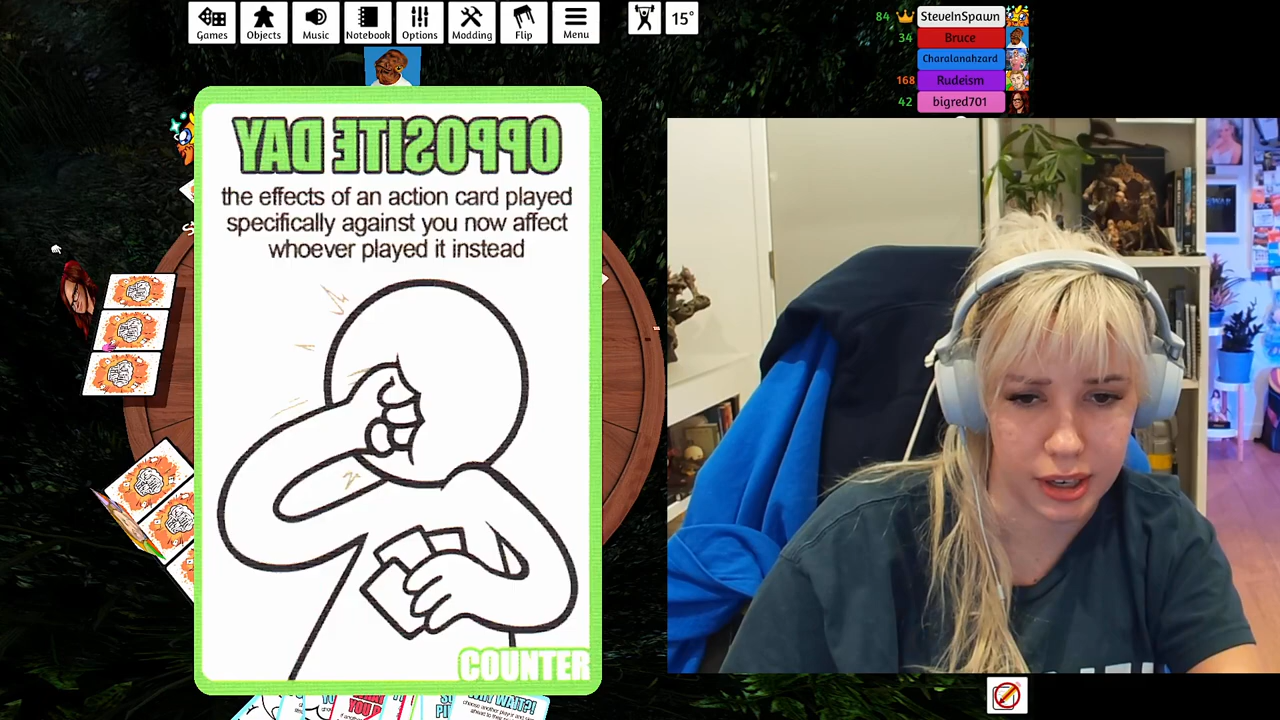 Games Objects Music Notebook Options Modding Flip Menu 15°
84 SteveInSpawn
34 Bruce
Charalanahzard
168 Rudeism
42 bigred701
OPPOSITE DAY
the effects of an action card played
specifically against you now affect
whoever played it instead
COUNTER
WAIT?!